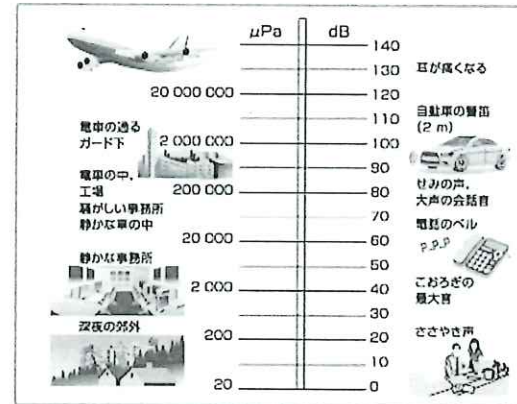 μPa
dB
140
130
耳が痛くなる
20 000 000
120
110
自動車の警笛
(2 m)
電車の通る
ガード下
2 000 000
100
90
電車の中,
工場
騒がしい事務所
静かな車の中
200 000
80
せみの声,
大声の会話音
70
電話のベル
20 000
60
P.P.P
静かな事務所
50
2 000
40
こおろぎの
最大音
30
深夜の郊外
200
20
ささやき声
10
20
0